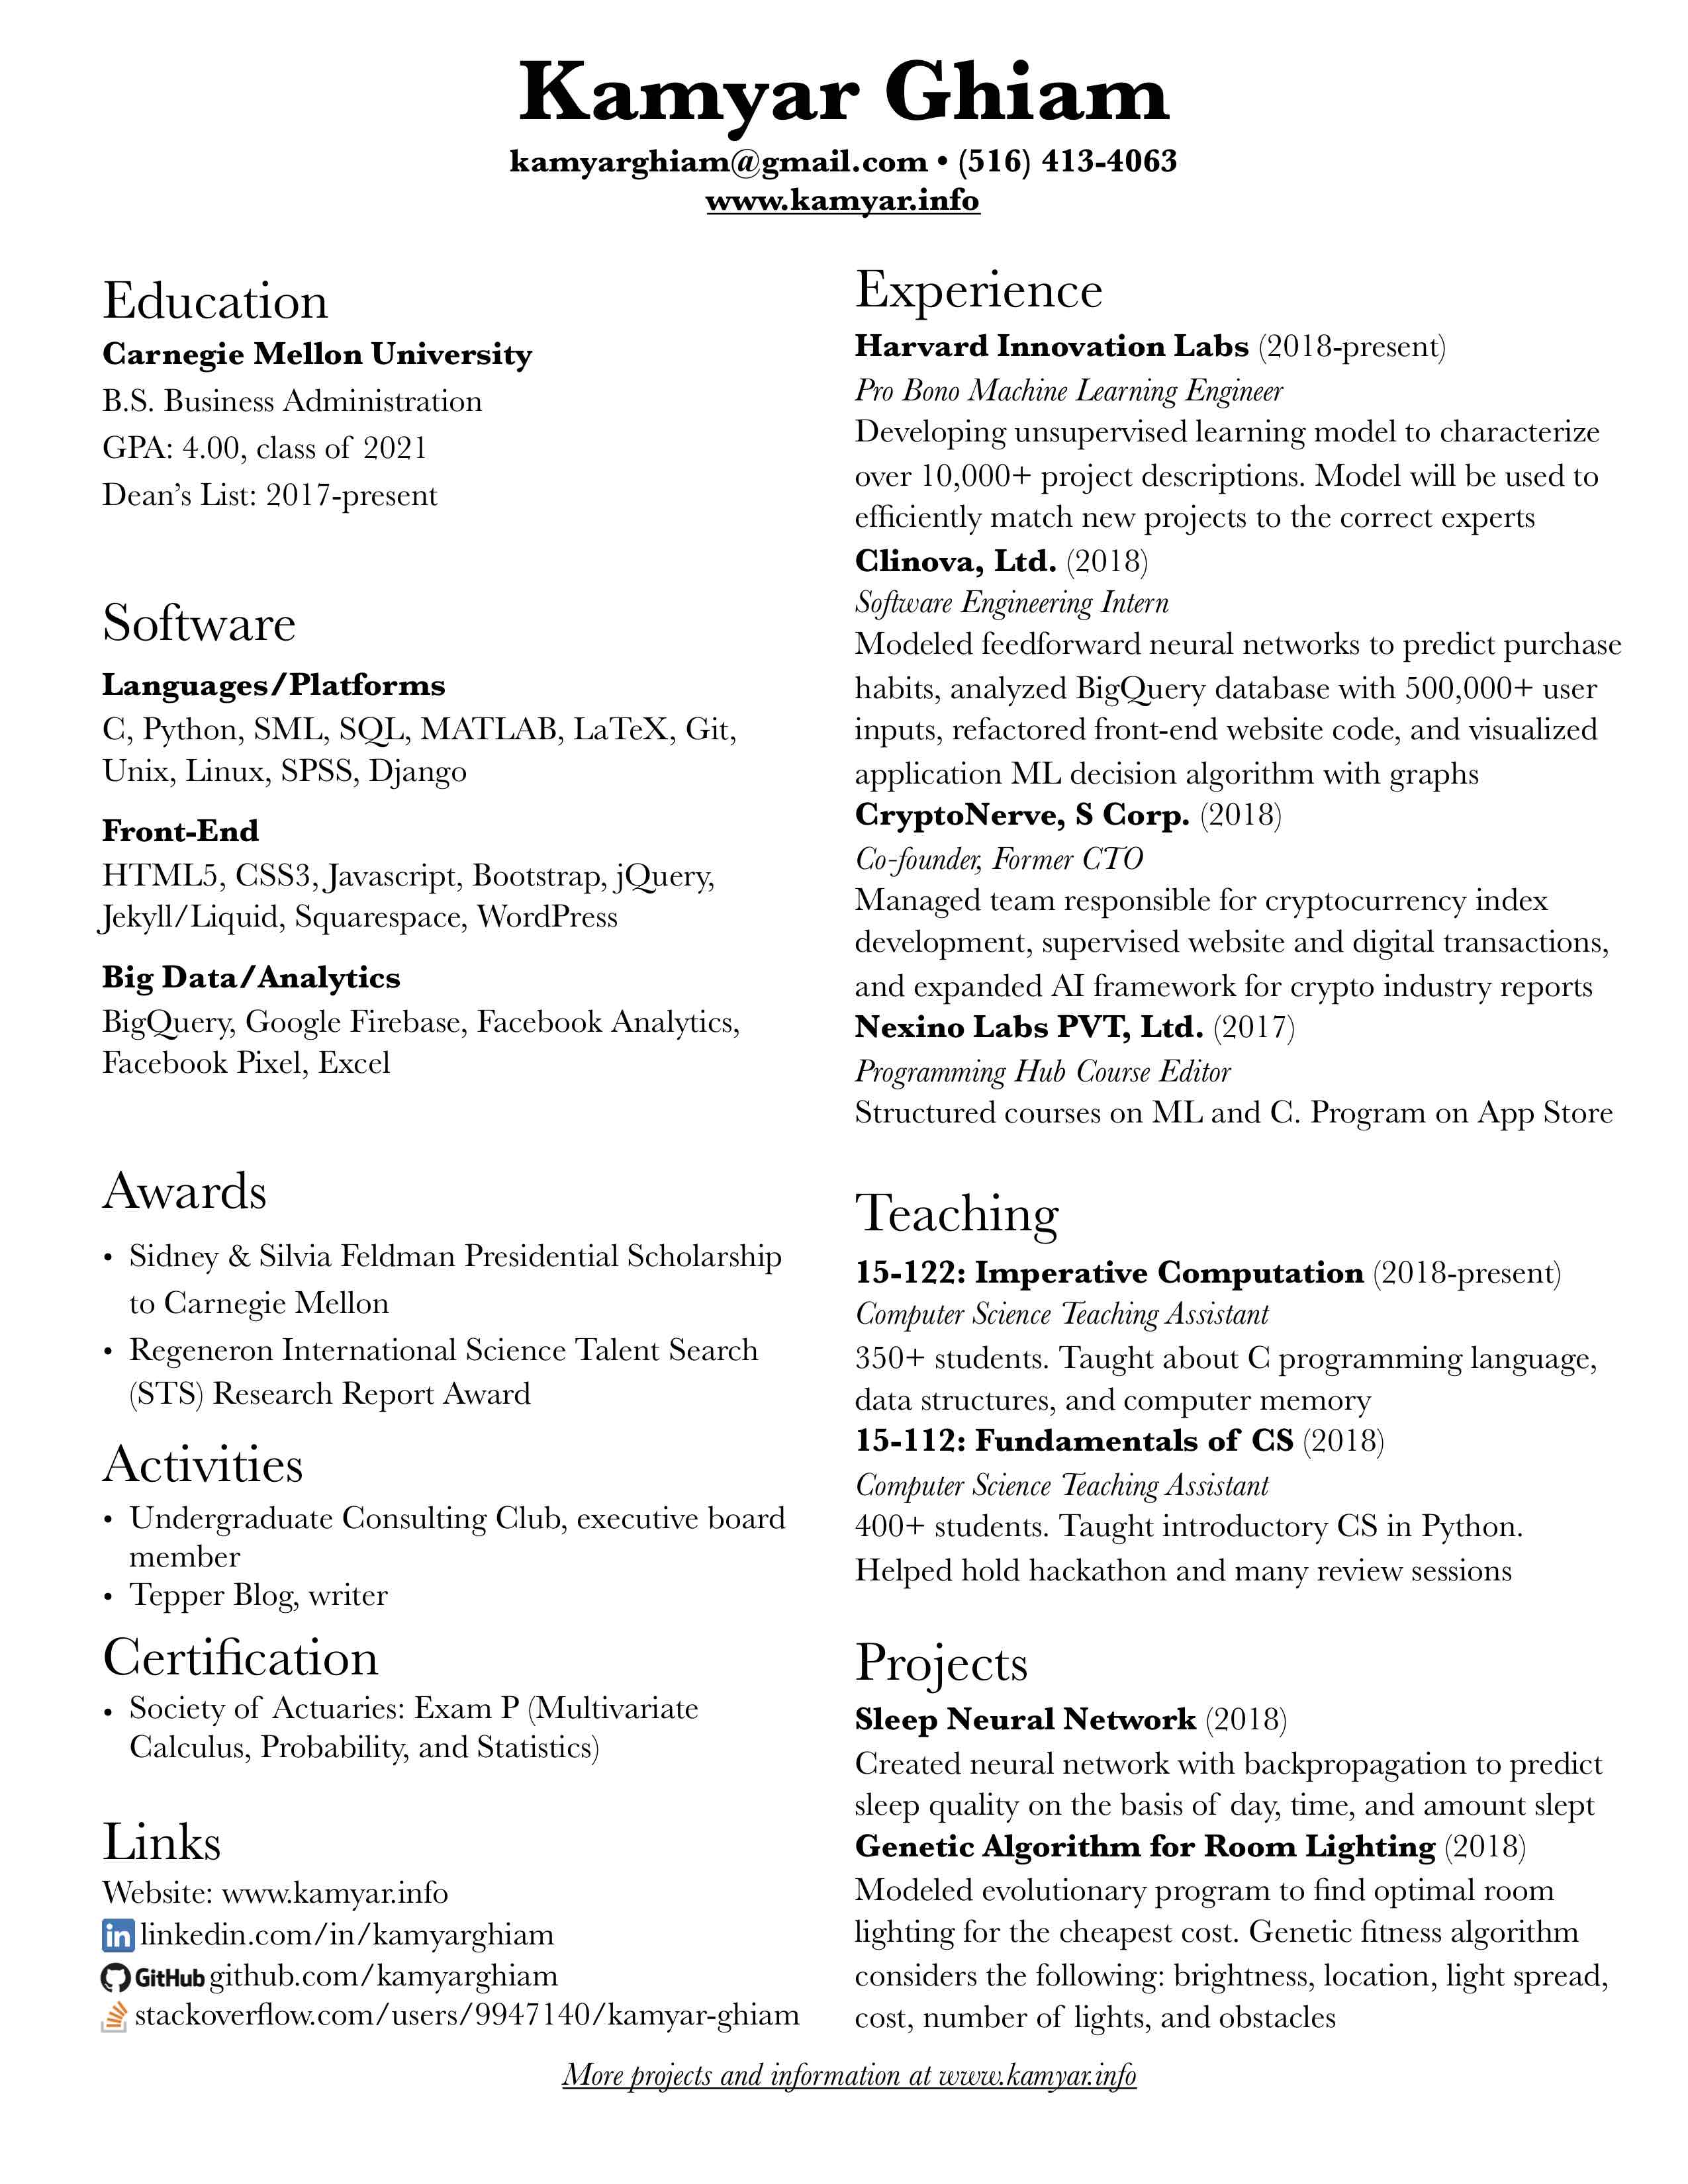 Kamyar Ghiam
kamyarghiam@gmail.com • (516) 413-4063
www.kamyar.info
Education
Carnegie Mellon University
B.S. Business Administration
GPA: 4.00, class of 2021
Dean’s List: 2017-present
Software
Languages/Platforms
C, Python, SML, SQL, MATLAB, LaTeX, Git,
Unix, Linux, SPSS, Django
Front-End
HTML5, CSS3, Javascript, Bootstrap, jQuery,
Jekyll/Liquid, Squarespace, WordPress
Big Data/Analytics
BigQuery, Google Firebase, Facebook Analytics,
Facebook Pixel, Excel
Awards
• Sidney & Silvia Feldman Presidential Scholarship
to Carnegie Mellon
• Regeneron International Science Talent Search
(STS) Research Report Award
Activities
• Undergraduate Consulting Club, executive board
member
• Tepper Blog, writer
Certification
• Society of Actuaries: Exam P (Multivariate
Calculus, Probability, and Statistics)
Links
Website: www.kamyar.info
in linkedin.com/in/kamyarghiam
GitHub github.com/kamyarghiam
stackoverflow.com/users/9947140/kamyar-ghiam
Experience
Harvard Innovation Labs (2018-present)
Pro Bono Machine Learning Engineer
Developing unsupervised learning model to characterize
over 10,000+ project descriptions. Model will be used to
efficiently match new projects to the correct experts
Clinova, Ltd. (2018)
Software Engineering Intern
Modeled feedforward neural networks to predict purchase
habits, analyzed BigQuery database with 500,000+ user
inputs, refactored front-end website code, and visualized
application ML decision algorithm with graphs
CryptoNerve, S Corp. (2018)
Co-founder, Former CTO
Managed team responsible for cryptocurrency index
development, supervised website and digital transactions,
and expanded AI framework for crypto industry reports
Nexino Labs PVT, Ltd. (2017)
Programming Hub Course Editor
Structured courses on ML and C. Program on App Store
Teaching
15-122: Imperative Computation (2018-present)
Computer Science Teaching Assistant
350+ students. Taught about C programming language,
data structures, and computer memory
15-112: Fundamentals of CS (2018)
Computer Science Teaching Assistant
400+ students. Taught introductory CS in Python.
Helped hold hackathon and many review sessions
Projects
Sleep Neural Network (2018)
Created neural network with backpropagation to predict
sleep quality on the basis of day, time, and amount slept
Genetic Algorithm for Room Lighting (2018)
Modeled evolutionary program to find optimal room
lighting for the cheapest cost. Genetic fitness algorithm
considers the following: brightness, location, light spread,
cost, number of lights, and obstacles
More projects and information at www.kamyar.info